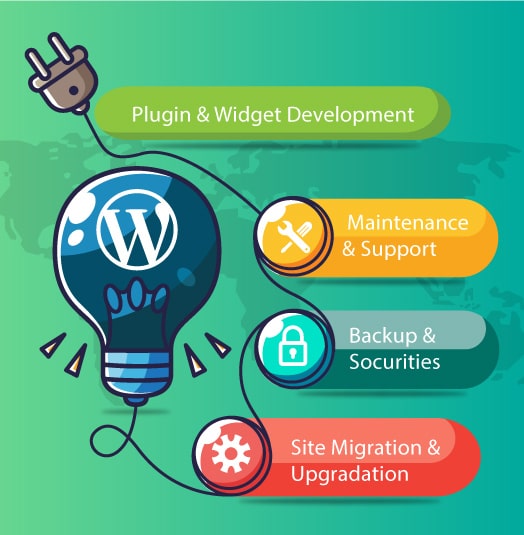 Plugin & Widget Development
W
Maintenance
& Support
Backup &
Socurities
Site Migration &
Upgradation